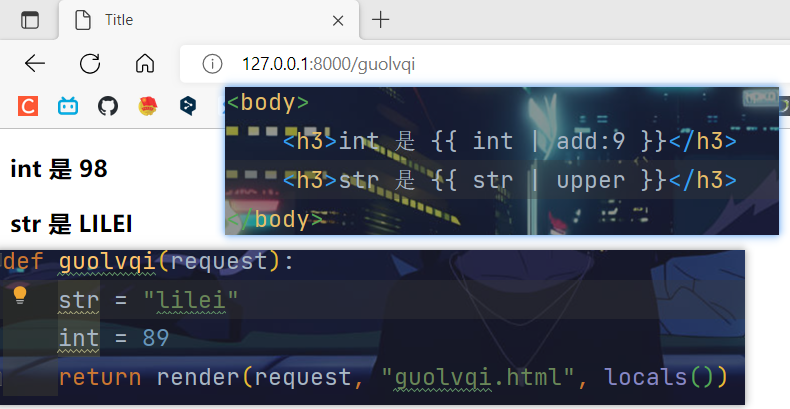 Title
127.0.0.1:8000/guolvqi
<body>
<h3>int 是 {{ int | add:9 }}</h3>
<h3>str 是 {{ str | upper }}</h3>
</body>
int 是 98
str 是 LILEI
def guolvqi(request):
str = "lilei"
int = 89
return render(request, "guolvqi.html", locals())